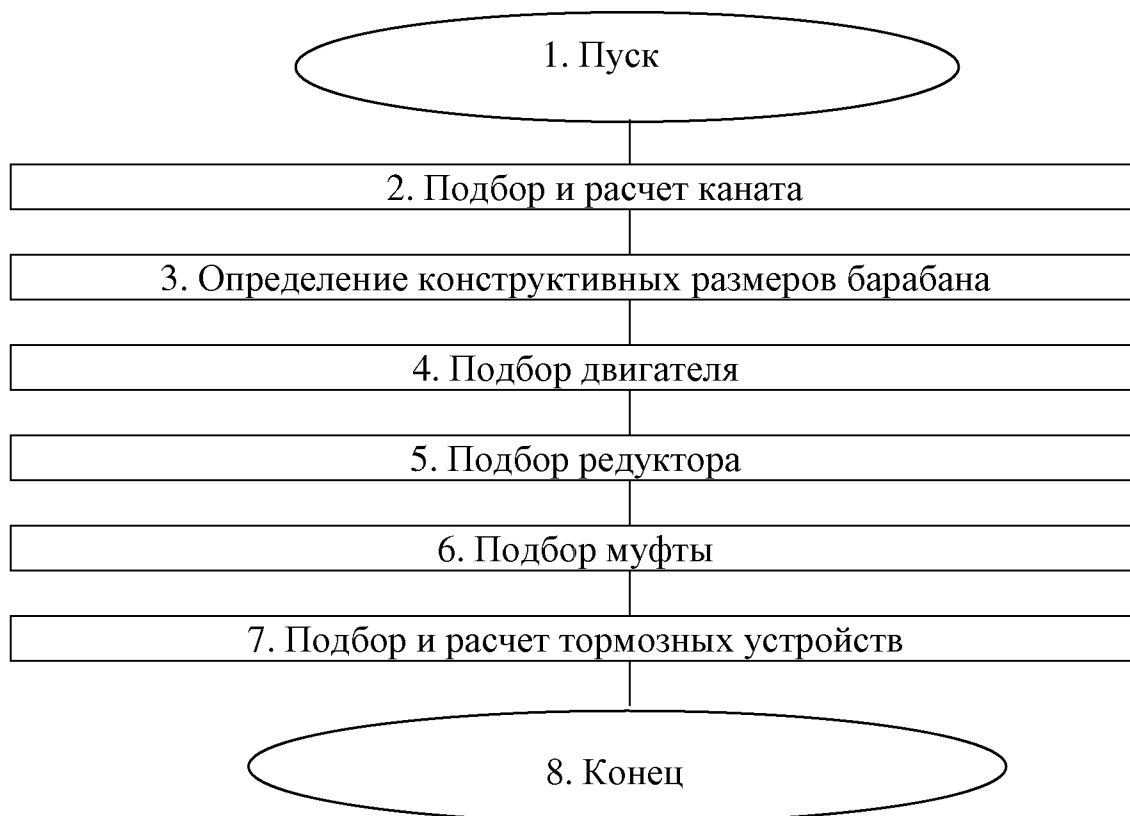 1. Пуск
2. Подбор и расчет каната
3. Определение конструктивных размеров барабана
4. Подбор двигателя
5. Подбор редуктора
6. Подбор муфты
7. Подбор и расчет тормозных устройств
8. Конец